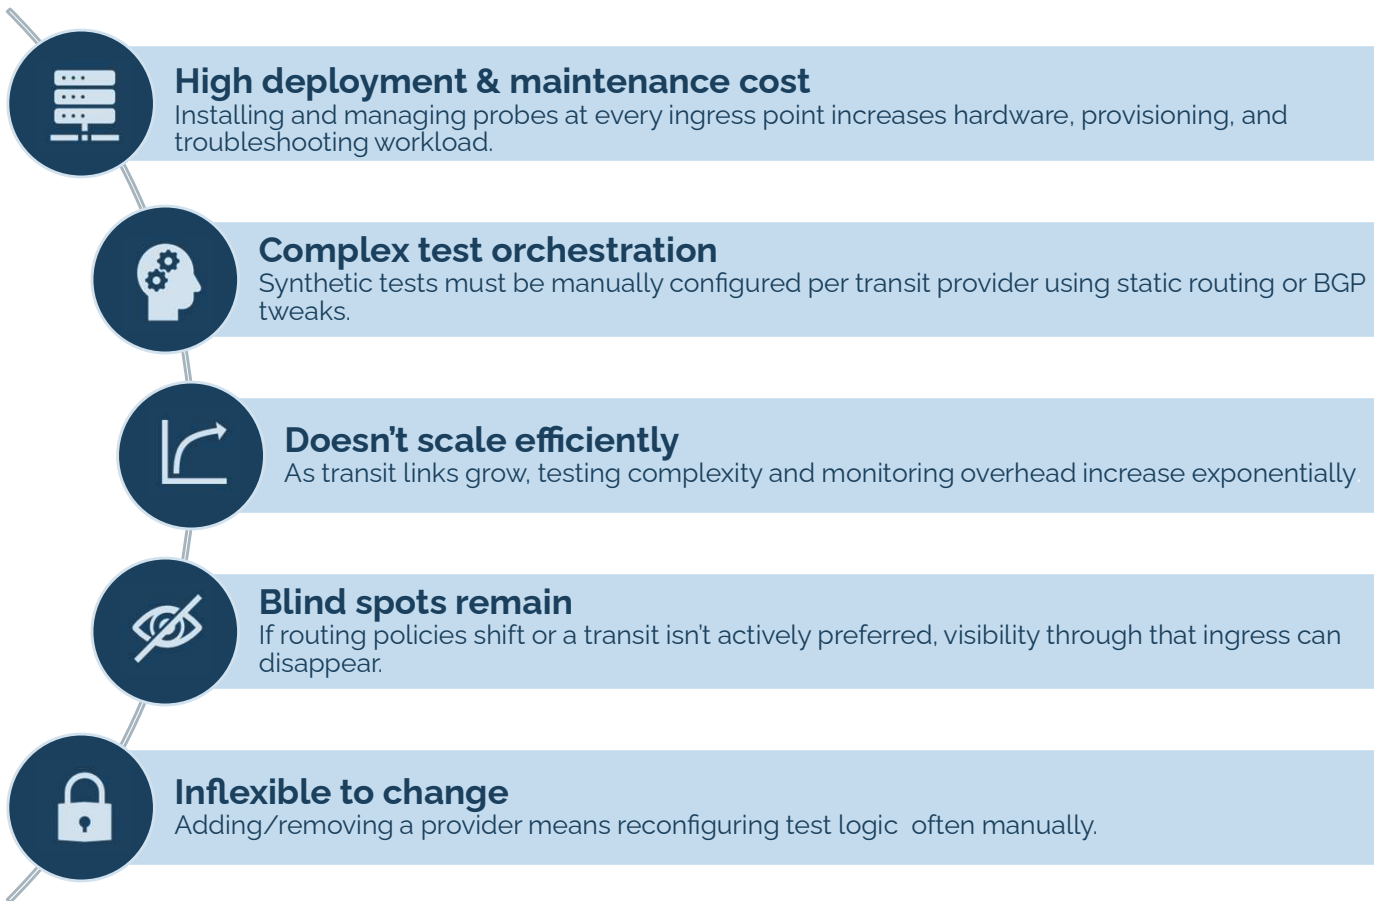 High deployment & maintenance cost
Installing and managing probes at every ingress point increases hardware, provisioning, and
troubleshooting workload.
Complex test orchestration
Synthetic tests must be manually configured per transit provider using static routing or BGP
tweaks.
Doesn’t scale efficiently
As transit links grow, testing complexity and monitoring overhead increase exponentially.
Blind spots remain
If routing policies shift or a transit isn’t actively preferred, visibility through that ingress can
disappear.
Inflexible to change
Adding/removing a provider means reconfiguring test logic  often manually.